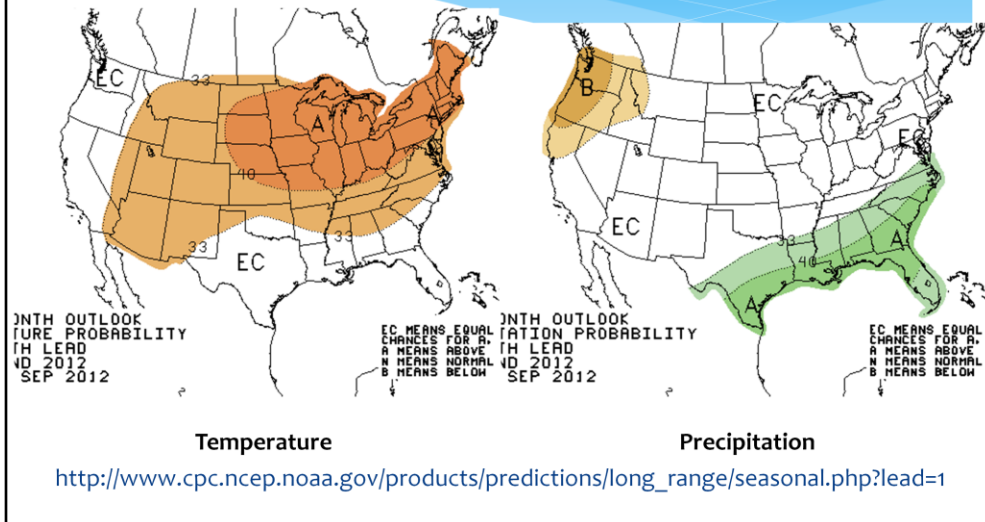 EC
33
A
A
40
33
33
EC
ONTH OUTLOOK
TURE PROBABILITY
TH LEAD
ND 2012
SEP 2012
EC MEANS EQUAL
CHANCES FOR A,
A MEANS ABOVE
N MEANS NORMAL
B MEANS BELOW
B
EC
EC
EC
33
40
A
A
ONTH OUTLOOK
TATION PROBABILITY
TH LEAD
ND 2012
SEP 2012
EC MEANS EQUAL
CHANCES FOR A,
A MEANS ABOVE
N MEANS NORMAL
B MEANS BELOW
Temperature
Precipitation
http://www.cpc.ncep.noaa.gov/products/predictions/long_range/seasonal.php?lead=1